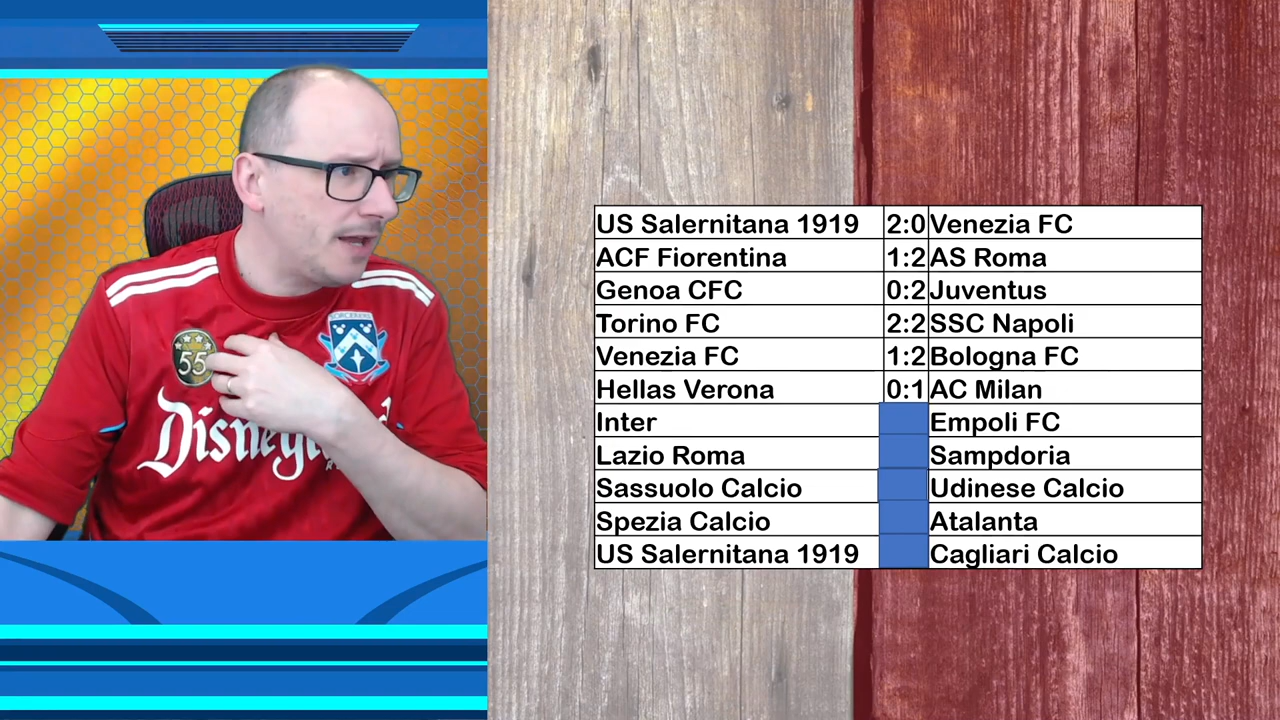 55
SORCERERS
Disneyl
US Salernitana 1919 2:0 Venezia FC
ACF Fiorentina 1:2 AS Roma
Genoa CFC 0:2 Juventus
Torino FC 2:2 SSC Napoli
Venezia FC 1:2 Bologna FC
Hellas Verona 0:1 AC Milan
Inter Empoli FC
Lazio Roma Sampdoria
Sassuolo Calcio Udinese Calcio
Spezia Calcio Atalanta
US Salernitana 1919 Cagliari Calcio